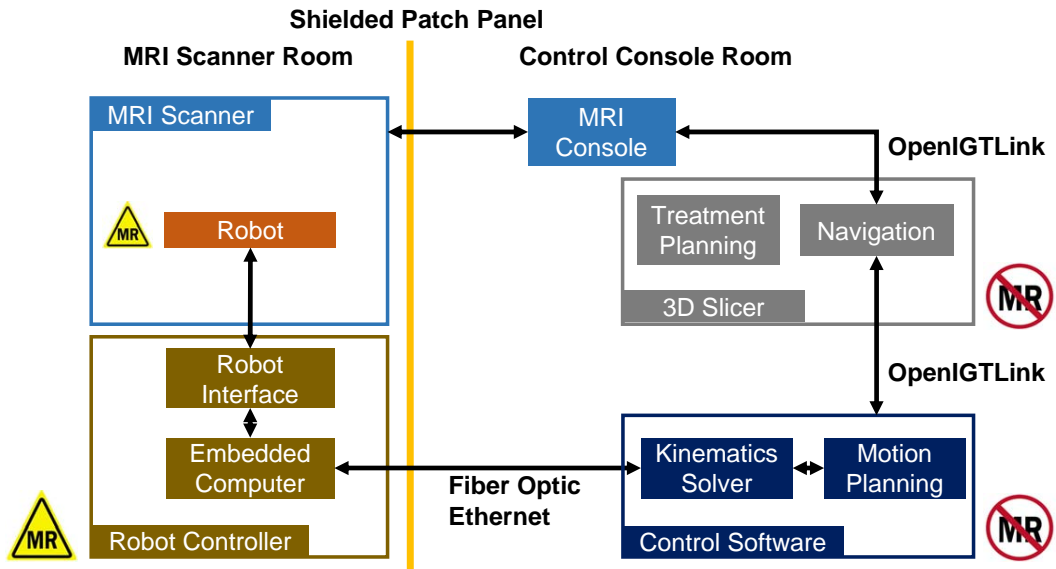 Shielded Patch Panel
MRI Scanner Room
Control Console Room
MRI Scanner
MRI
Console
OpenIGTLink
MR
Robot
Treatment
Planning
Navigation
3D Slicer
MR
Robot
Interface
OpenIGTLink
Embedded
Computer
Fiber Optic
Ethernet
Kinematics
Solver
Motion
Planning
MR
Robot Controller
Control Software
MR